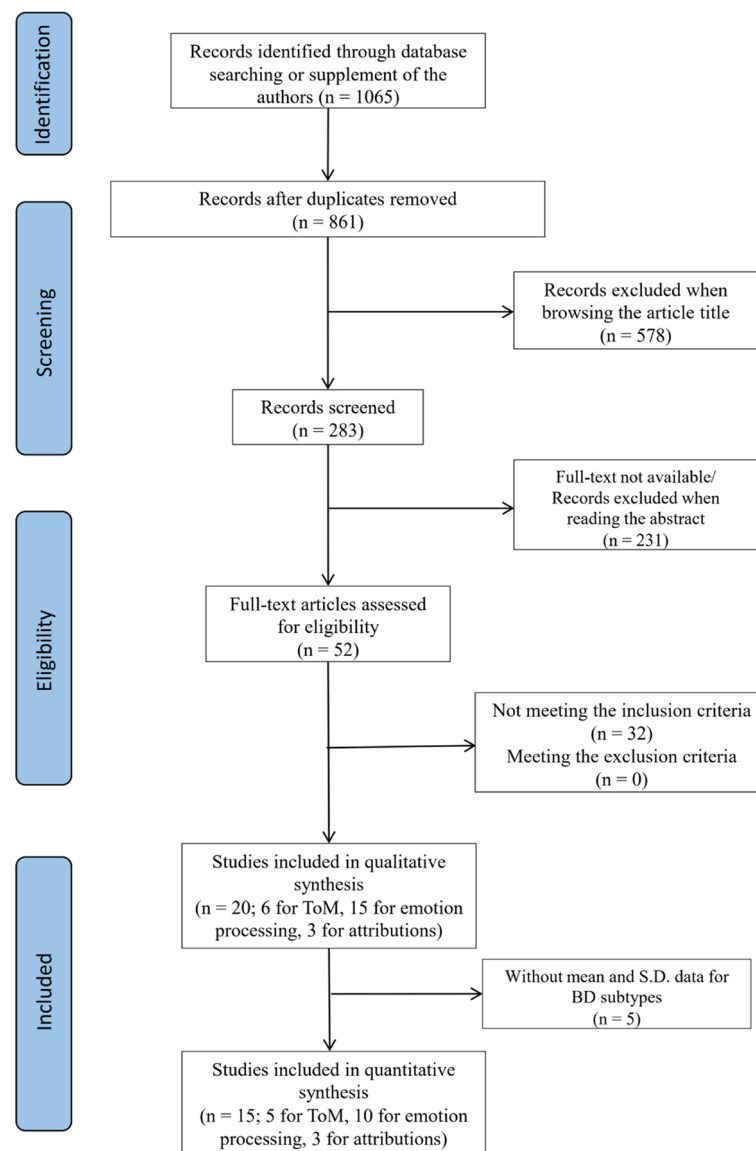 Identification
Records identified through database
searching or supplement of the
authors (n = 1065)
Records after duplicates removed
(n = 861)
Screening
Records excluded when
browsing the article title
(n = 578)
Records screened
(n = 283)
Full-text not available/
Records excluded when
reading the abstract
(n = 231)
Eligibility
Full-text articles assessed
for eligibility
(n = 52)
Not meeting the inclusion criteria
(n = 32)
Meeting the exclusion criteria
(n = 0)
Included
Studies included in qualitative
synthesis
(n = 20; 6 for ToM, 15 for emotion
processing, 3 for attributions)
Without mean and S.D. data for
BD subtypes
(n = 5)
Studies included in quantitative
synthesis
(n = 15; 5 for ToM, 10 for emotion
processing, 3 for attributions)